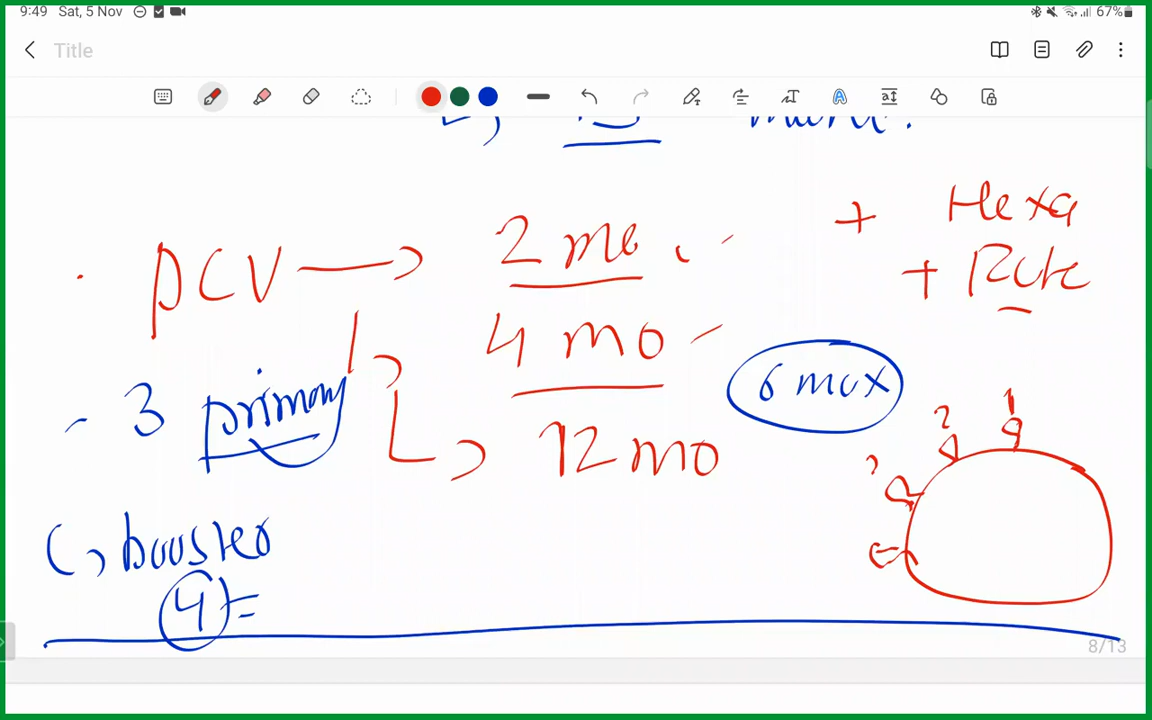 9:49 Sat, 5 Nov 67%
Title
PCV → 2 mo + Hexa
4 mo + Rota
3 primary 6 mox
12 mo
booster
4 =
8/13